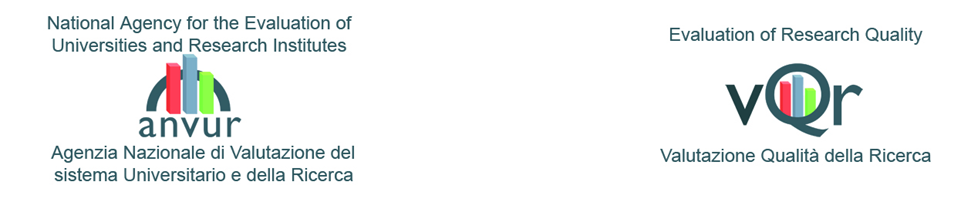 National Agency for the Evaluation of
Universities and Research Institutes
anvur
Agenzia Nazionale di Valutazione del
sistema Universitario e della Ricerca
Evaluation of Research Quality
vQr
Valutazione Qualità della Ricerca